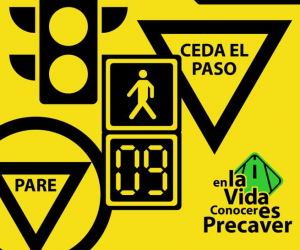 CEDA EL
PASO
09
PARE
en la
Vida
Conocer es
Precaver